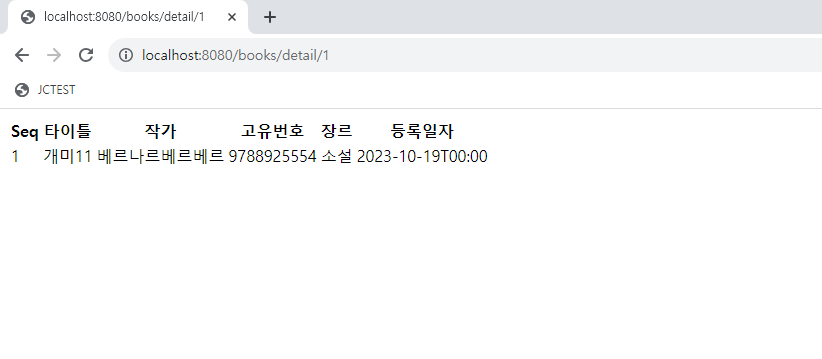 localhost:8080/books/detail/1
localhost:8080/books/detail/1
JCTEST
Seq 타이틀 작가 고유번호 장르 등록일자
1 개미11 베르나르베르베르 9788925554 소설 2023-10-19T00:00